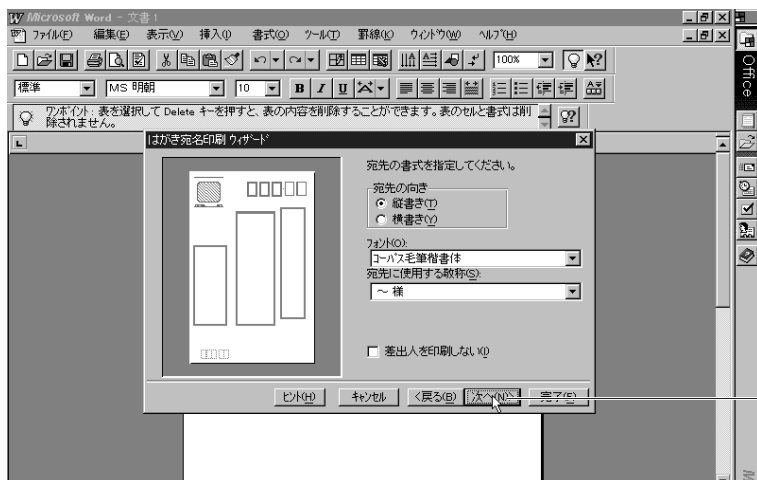 Microsoft Word - 文書1
ファイル(F) 編集(E) 表示(V) 挿入(I) 書式(O) ツール(T) 罫線(K) ウィンドウ(W) ヘルプ(H)
100%
標準 MS 明朝 10 B I U
ワンポイント: 表を選択して Delete キーを押すと、表の内容を削除することができます。表のセルと書式は削
除されません。
Office
はがき宛名印刷 ウィザード
宛先の書式を指定してください。
宛先の向き
縦書き(T)
横書き(Y)
フォント(O):
コーパス毛筆楷書体
宛先に使用する敬称(S):
～ 様
差出人を印刷しない(X)
ヒント(H) キャンセル <戻る(B) 次へ(N)> 完了(F)